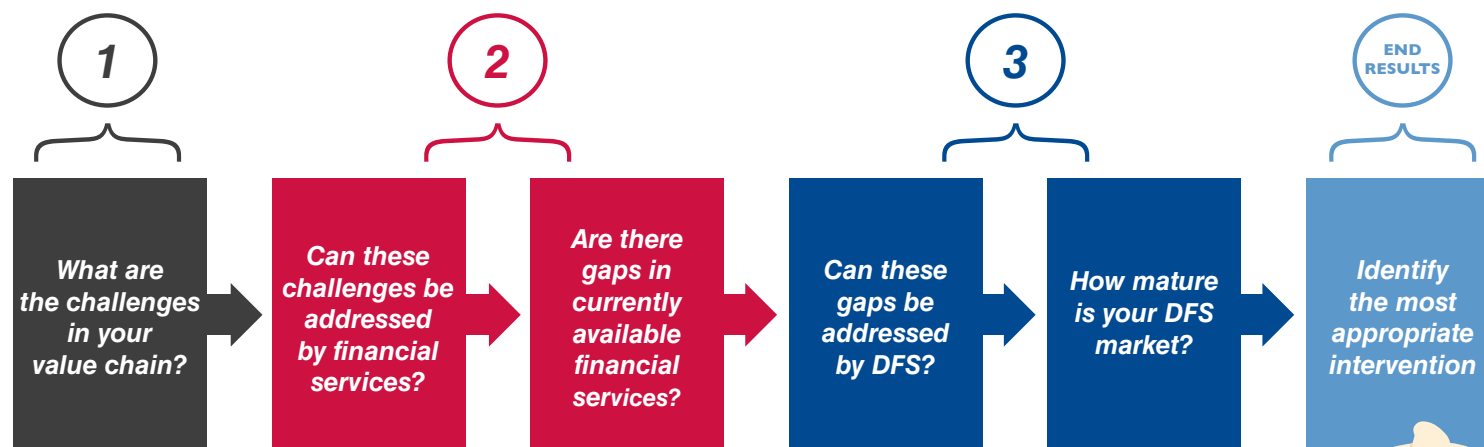 1
2
3
END
RESULTS
What are
the challenges
in your
value chain?
Can these
challenges be
addressed
by financial
services?
Are there
gaps in
currently
available
financial
services?
Can these
gaps be
addressed
by DFS?
How mature
is your DFS
market?
Identify
the most
appropriate
intervention